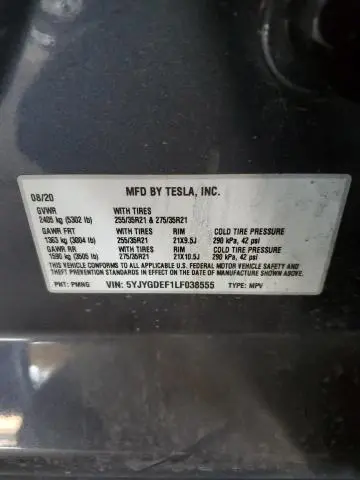 MFD BY TESLA, INC.
08/20
GVWR WITH TIRES
2405 kg (5302 lb) 255/35R21 & 275/35R21
GAWR FRT WITH TIRES RIM COLD TIRE PRESSURE
1363 kg (3004 lb) 255/35R21 21X9.5J 290 kPa, 42 psi
GAWR RR WITH TIRES RIM COLD TIRE PRESSURE
1590 kg (3505 lb) 275/35R21 21X10.5J 290 kPa, 42 psi
THIS VEHICLE CONFORMS TO ALL APPLICABLE U.S. FEDERAL MOTOR VEHICLE SAFETY AND
THEFT PREVENTION STANDARDS IN EFFECT ON THE DATE OF MANUFACTURE SHOWN ABOVE.
PNT: PMNG VIN: 5YJYGDEF1LF038555 TYPE: MPV